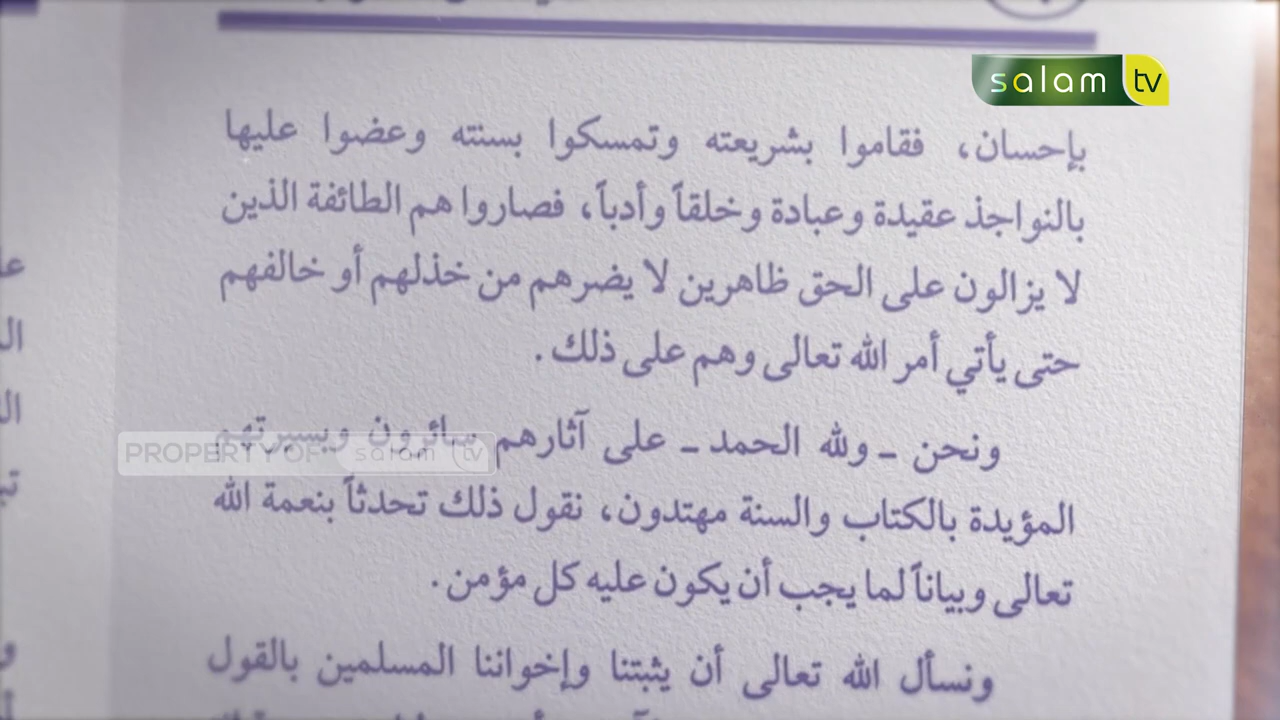 salam tv
بإحسان، فقاموا بشريعته وتمسكوا بسنته وعضوا عليها
بالنواجذ عقيدة وعبادة وخلقاً وأدباً، فصاروا هم الطائفة الذين
لا يزالون على الحق ظاهرين لا يضرهم من خذلهم أو خالفهم
حتى يأتي أمر الله تعالى وهم على ذلك.
ونحن ـ ولله الحمد ـ على آثارهم سائرون وبسيرتهم
PROPERTY OF salam tv
المؤيدة بالكتاب والسنة مهتدون، نقول ذلك تحدثاً بنعمة الله
تعالى وبياناً لما يجب أن يكون عليه كل مؤمن.
ونسأل الله تعالى أن يثبتنا وإخواننا المسلمين بالقول